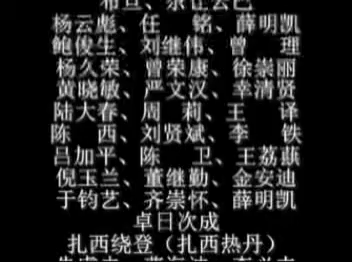 杨云彪、任　铭、薛明凯
鲍俊生、刘继伟、曾　理
杨久荣、曾荣康、徐崇丽
黄晓敏、严文汉、幸清贤
陆大春、周　莉、王　译
陈　西、刘贤斌、李　铁
吕加平、陈　卫、王荔蕻
倪玉兰、董继勤、金安迪
于钧艺、齐崇怀、薛明凯
卓日次成
扎西绕登（扎西热丹）